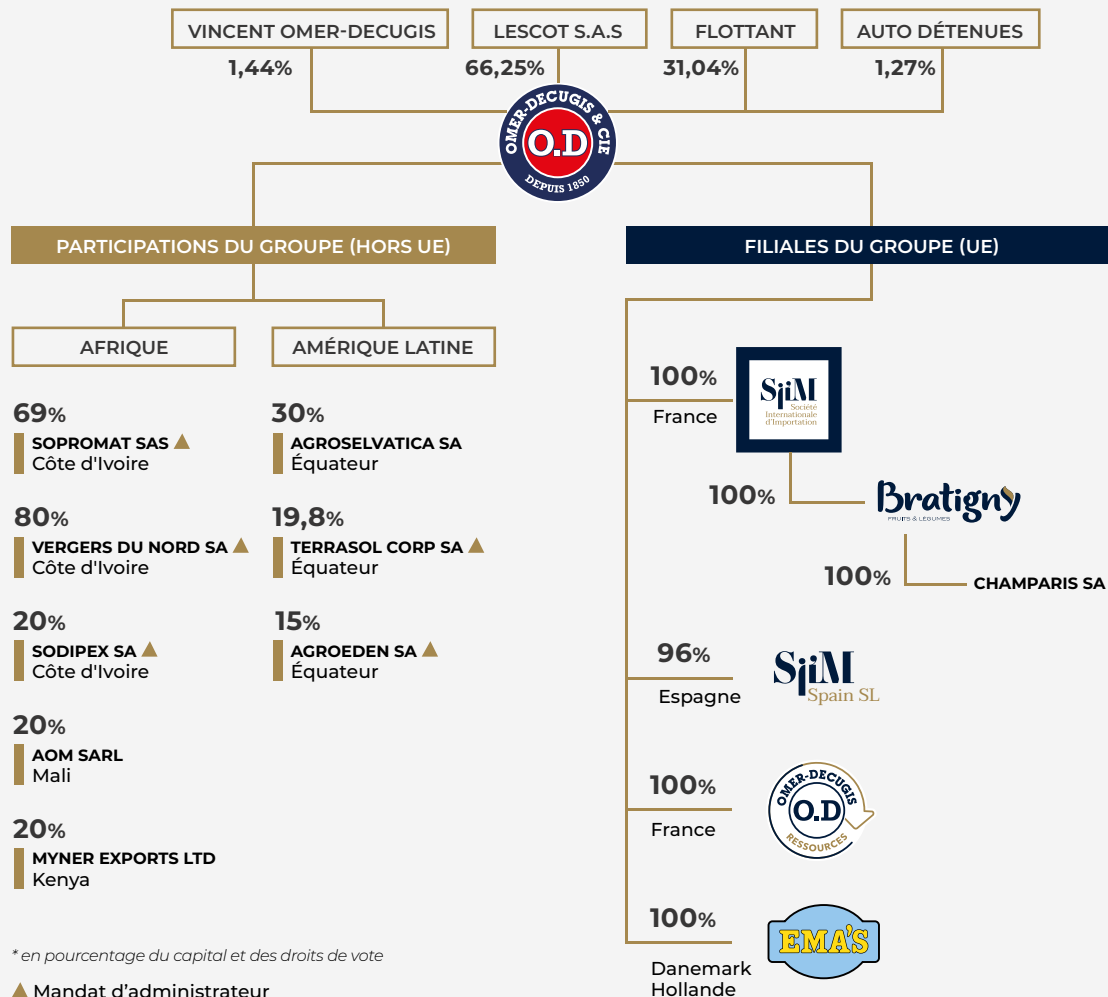 VINCENT OMER-DECUGIS
LESCOT S.A.S
FLOTTANT
AUTO DÉTENUES
1,44%
66,25%
31,04%
1,27%
OMER-DECUGIS & CIE
O.D
DEPUIS 1850
PARTICIPATIONS DU GROUPE (HORS UE)
AFRIQUE
69%
SOPROMAT SAS ▲
Côte d'Ivoire
80%
VERGERS DU NORD SA ▲
Côte d'Ivoire
20%
SODIPEX SA ▲
Côte d'Ivoire
20%
AOM SARL
Mali
20%
MYNER EXPORTS LTD
Kenya
AMÉRIQUE LATINE
30%
AGROSELVATICA SA
Équateur
19,8%
TERRASOL CORP SA ▲
Équateur
15%
AGROEDEN SA ▲
Équateur
* en pourcentage du capital et des droits de vote
▲ Mandat d’administrateur
FILIALES DU GROUPE (UE)
100%
France
SiiM
Société
Internationale
d'Importation
100%
Bratigny
FRUITS & LÉGUMES
100%
CHAMPARIS SA
96%
Espagne
SiiM
Spain SL
100%
France
OMER-DECUGIS
O.D
RESSOURCES
100%
Danemark
Hollande
EMA'S